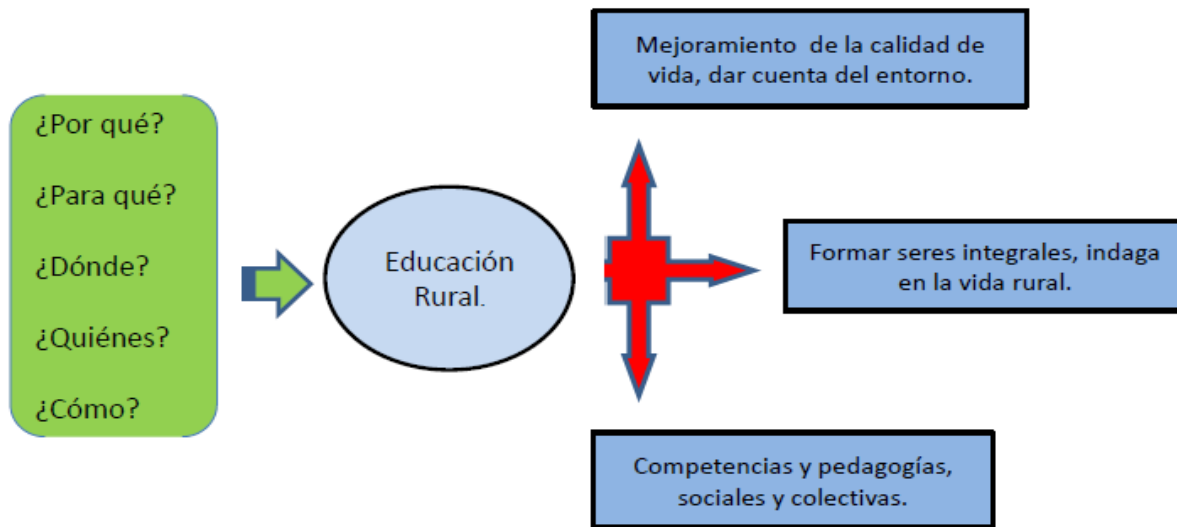 ¿Por qué?
¿Para qué?
¿Dónde?
¿Quiénes?
¿Cómo?
Educación
Rural.
Mejoramiento de la calidad de
vida, dar cuenta del entorno.
Formar seres integrales, indaga
en la vida rural.
Competencias y pedagogías,
sociales y colectivas.